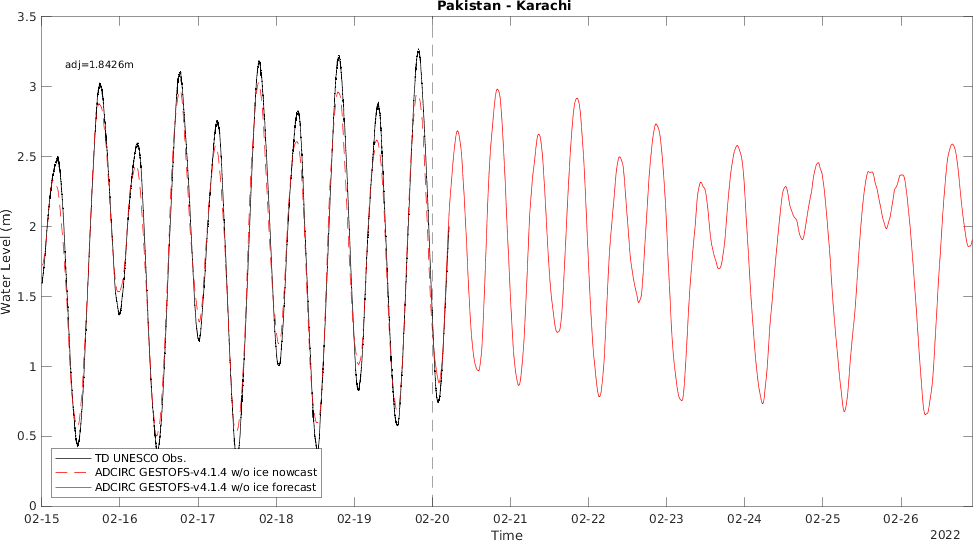 Pakistan - Karachi
3.5
3
2.5
2
1.5
1
0.5
0
Water Level (m)
adj=1.8426m
TD UNESCO Obs.
ADCIRC GESTOFS-v4.1.4 w/o ice nowcast
ADCIRC GESTOFS-v4.1.4 w/o ice forecast
02-15 02-16 02-17 02-18 02-19 02-20 02-21 02-22 02-23 02-24 02-25 02-26
Time
2022